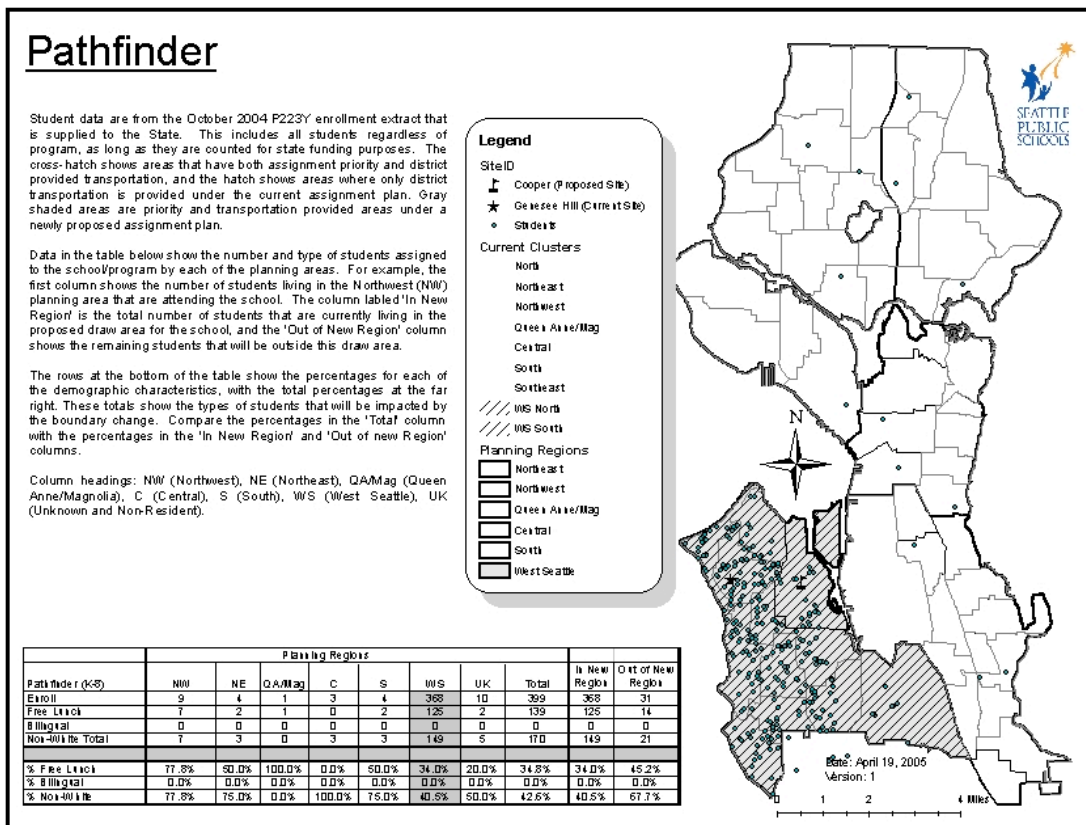 Pathfinder
SEATTLE
PUBLIC
SCHOOLS
Student data are from the October 2004 P223Y enrollment extract that
is supplied to the State. This includes all students regardless of
program, as long as they are counted for state funding purposes. The
cross-hatch shows areas that have both assignment priority and district
provided transportation, and the hatch shows areas where only district
transportation is provided under the current assignment plan. Gray
shaded areas are priority and transportation provided areas under a
newly proposed assignment plan.
Data in the table below show the number and type of students assigned
to the school/program by each of the planning areas. For example, the
first column shows the number of students living in the Northwest (NW)
planning area that are attending the school. The column labled 'In New
Region' is the total number of students that are currently living in the
proposed draw area for the school, and the 'Out of New Region' column
shows the remaining students that will be outside this draw area.
The rows at the bottom of the table show the percentages for each of
the demographic characteristics, with the total percentages at the far
right. These totals show the types of students that will be impacted by
the boundary change. Compare the percentages in the 'Total' column
with the percentages in the 'In New Region' and 'Out of new Region'
columns.
Column headings: NW (Northwest), NE (Northeast), QA/Mag (Queen
Anne/Magnolia), C (Central), S (South), WS (West Seattle), UK
(Unknown and Non-Resident).
Legend
SiteID
Cooper (Proposed Site)
Genesee Hill (Current Site)
Students
Current Clusters
North
Northeast
Northwest
Queen Anne/Mag
Central
South
Southeast
WS North
WS South
Planning Regions
Northeast
Northwest
Queen Anne/Mag
Central
South
West Seattle
N
Planning Regions
Pathfinder (K-8) NW NE QA/Mag C S WS UK Total In New Region Out of New Region
Enroll 9 4 1 3 4 368 10 399 368 31
Free Lunch 7 2 1 0 2 125 2 139 125 14
Bilingual 0 0 0 0 0 0 0 0 0 0
Non-White Total 7 3 0 3 3 149 5 170 149 21
% Free Lunch 77.8% 50.0% 100.0% 0.0% 50.0% 34.0% 20.0% 34.8% 34.0% 45.2%
% Bilingual 0.0% 0.0% 0.0% 0.0% 0.0% 0.0% 0.0% 0.0% 0.0% 0.0%
% Non-White 77.8% 75.0% 0.0% 100.0% 75.0% 40.5% 50.0% 42.6% 40.5% 67.7%
Date: April 19, 2005
Version: 1
0 1 2 4 Miles